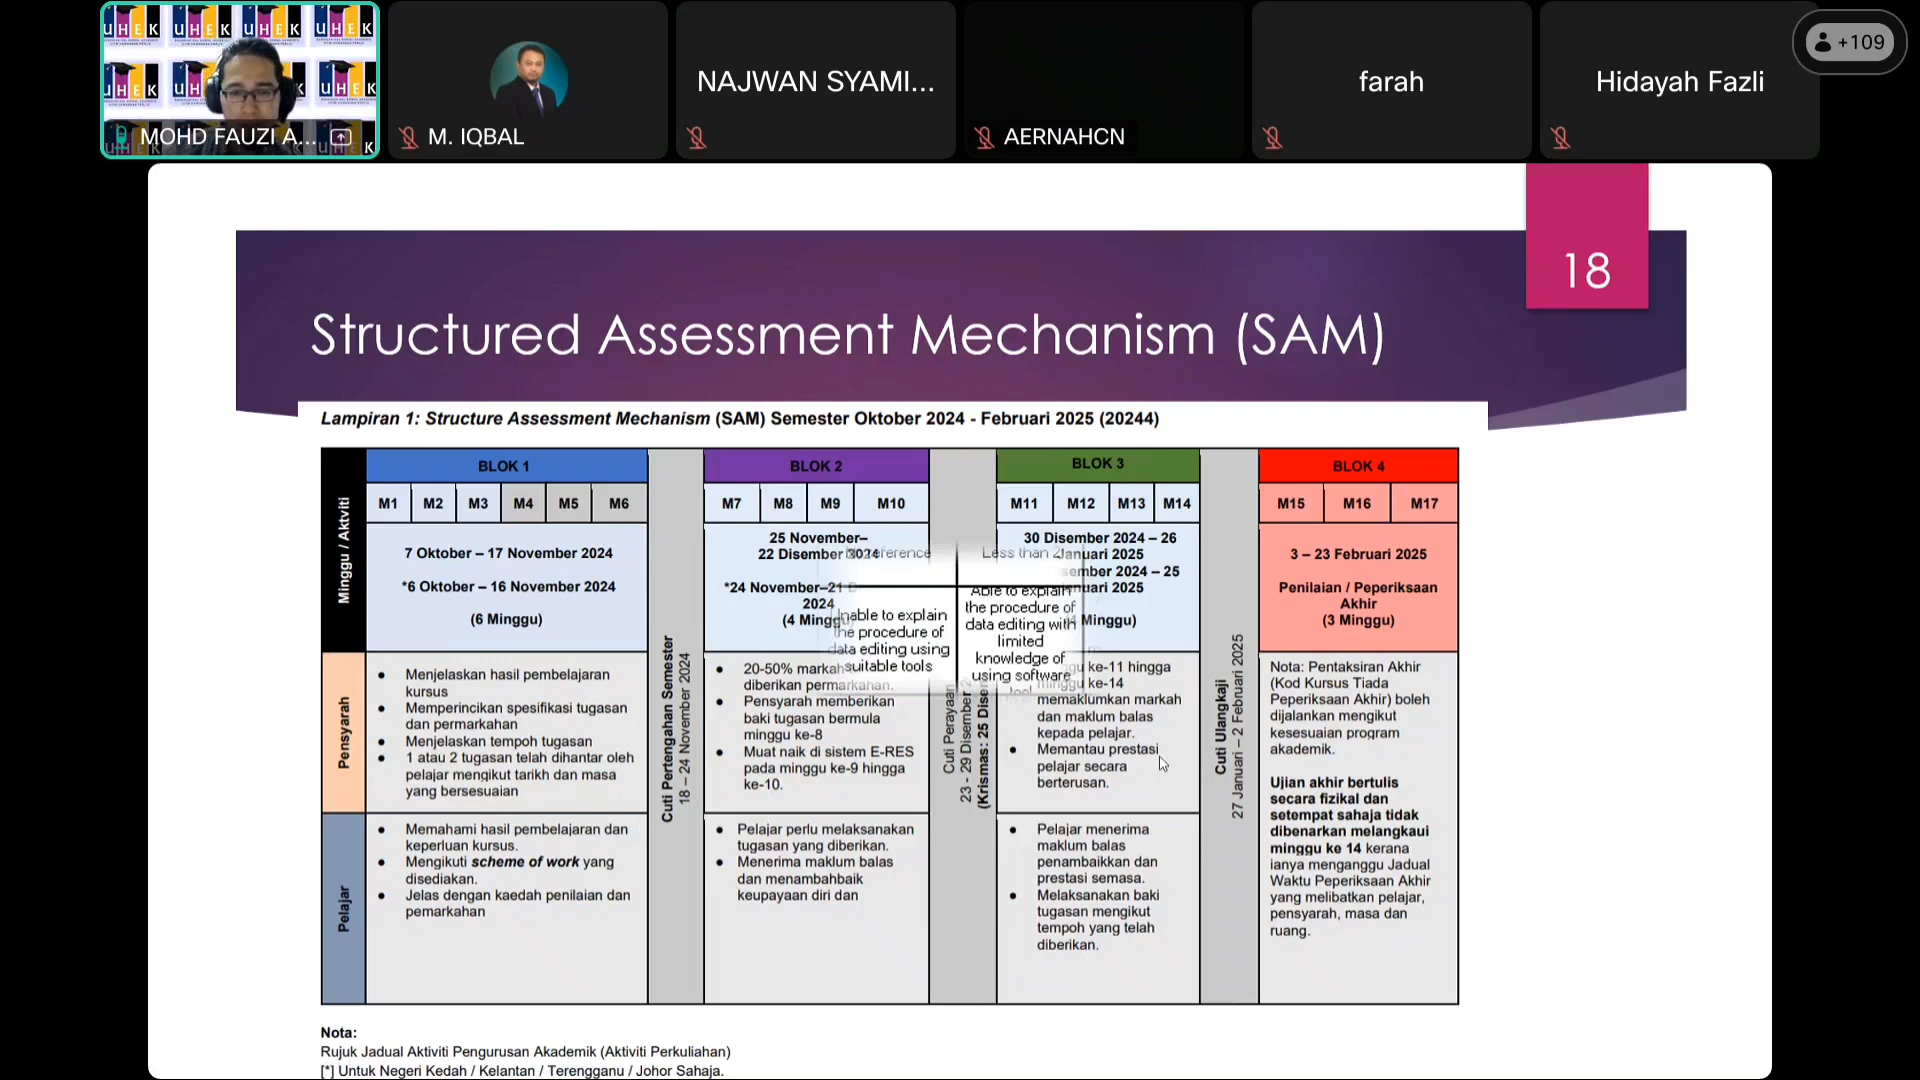 MOHD FAUZI A...
M. IQBAL
NAJWAN SYAMI...
AERNAHCN
farah
Hidayah Fazli
+109
18
Structured Assessment Mechanism (SAM)
Lampiran 1: Structure Assessment Mechanism (SAM) Semester Oktober 2024 - Februari 2025 (20244)
Minggu / Aktviti
BLOK 1
M1 M2 M3 M4 M5 M6
7 Oktober – 17 November 2024
*6 Oktober – 16 November 2024
(6 Minggu)
Cuti Pertengahan Semester
18 – 24 November 2024
BLOK 2
M7 M8 M9 M10
25 November–
22 Disember 2024
*24 November–21
2024
(4 Minggu)
Cuti Perayaan
23 - 29 Disember
(Krismas: 25
BLOK 3
M11 M12 M13 M14
30 Disember 2024 – 26
Januari 2025
2024 – 25
Januari 2025
Minggu)
Cuti Ulangkaji
27 Januari – 2 Februari 2025
BLOK 4
M15 M16 M17
3 – 23 Februari 2025
Penilaian / Peperiksaan
Akhir
(3 Minggu)
Less than
Unable to explain
the procedure of
data editing using
suitable tools
Able to explain
the procedure of
data editing with
limited
knowledge of
using software
Pensyarah
• Menjelaskan hasil pembelajaran
kursus
• Memperincikan spesifikasi tugasan
dan permarkahan
• Menjelaskan tempoh tugasan
• 1 atau 2 tugasan telah dihantar oleh
pelajar mengikut tarikh dan masa
yang bersesuaian
• 20-50% markah
diberikan permarkahan.
• Pensyarah memberikan
baki tugasan bermula
minggu ke-8
• Muat naik di sistem E-RES
pada minggu ke-9 hingga
ke-10.
ke-11 hingga
minggu ke-14
memaklumkan markah
dan maklum balas
kepada pelajar.
• Memantau prestasi
pelajar secara
berterusan.
Nota: Pentaksiran Akhir
(Kod Kursus Tiada
Peperiksaan Akhir) boleh
dijalankan mengikut
kesesuaian program
akademik.
Ujian akhir bertulis
secara fizikal dan
setempat sahaja tidak
dibenarkan melangkaui
minggu ke 14 kerana
ianya menganggu Jadual
Waktu Peperiksaan Akhir
yang melibatkan pelajar,
pensyarah, masa dan
ruang.
Pelajar
• Memahami hasil pembelajaran dan
keperluan kursus.
• Mengikuti scheme of work yang
disediakan.
• Jelas dengan kaedah penilaian dan
pemarkahan
• Pelajar perlu melaksanakan
tugasan yang diberikan.
• Menerima maklum balas
dan menambahbaik
keupayaan diri dan
• Pelajar menerima
maklum balas
penambaikkan dan
prestasi semasa.
• Melaksanakan baki
tugasan mengikut
tempoh yang telah
diberikan.
Nota:
Rujuk Jadual Aktiviti Pengurusan Akademik (Aktiviti Perkuliahan)
[*] Untuk Negeri Kedah / Kelantan / Terengganu / Johor Sahaja.